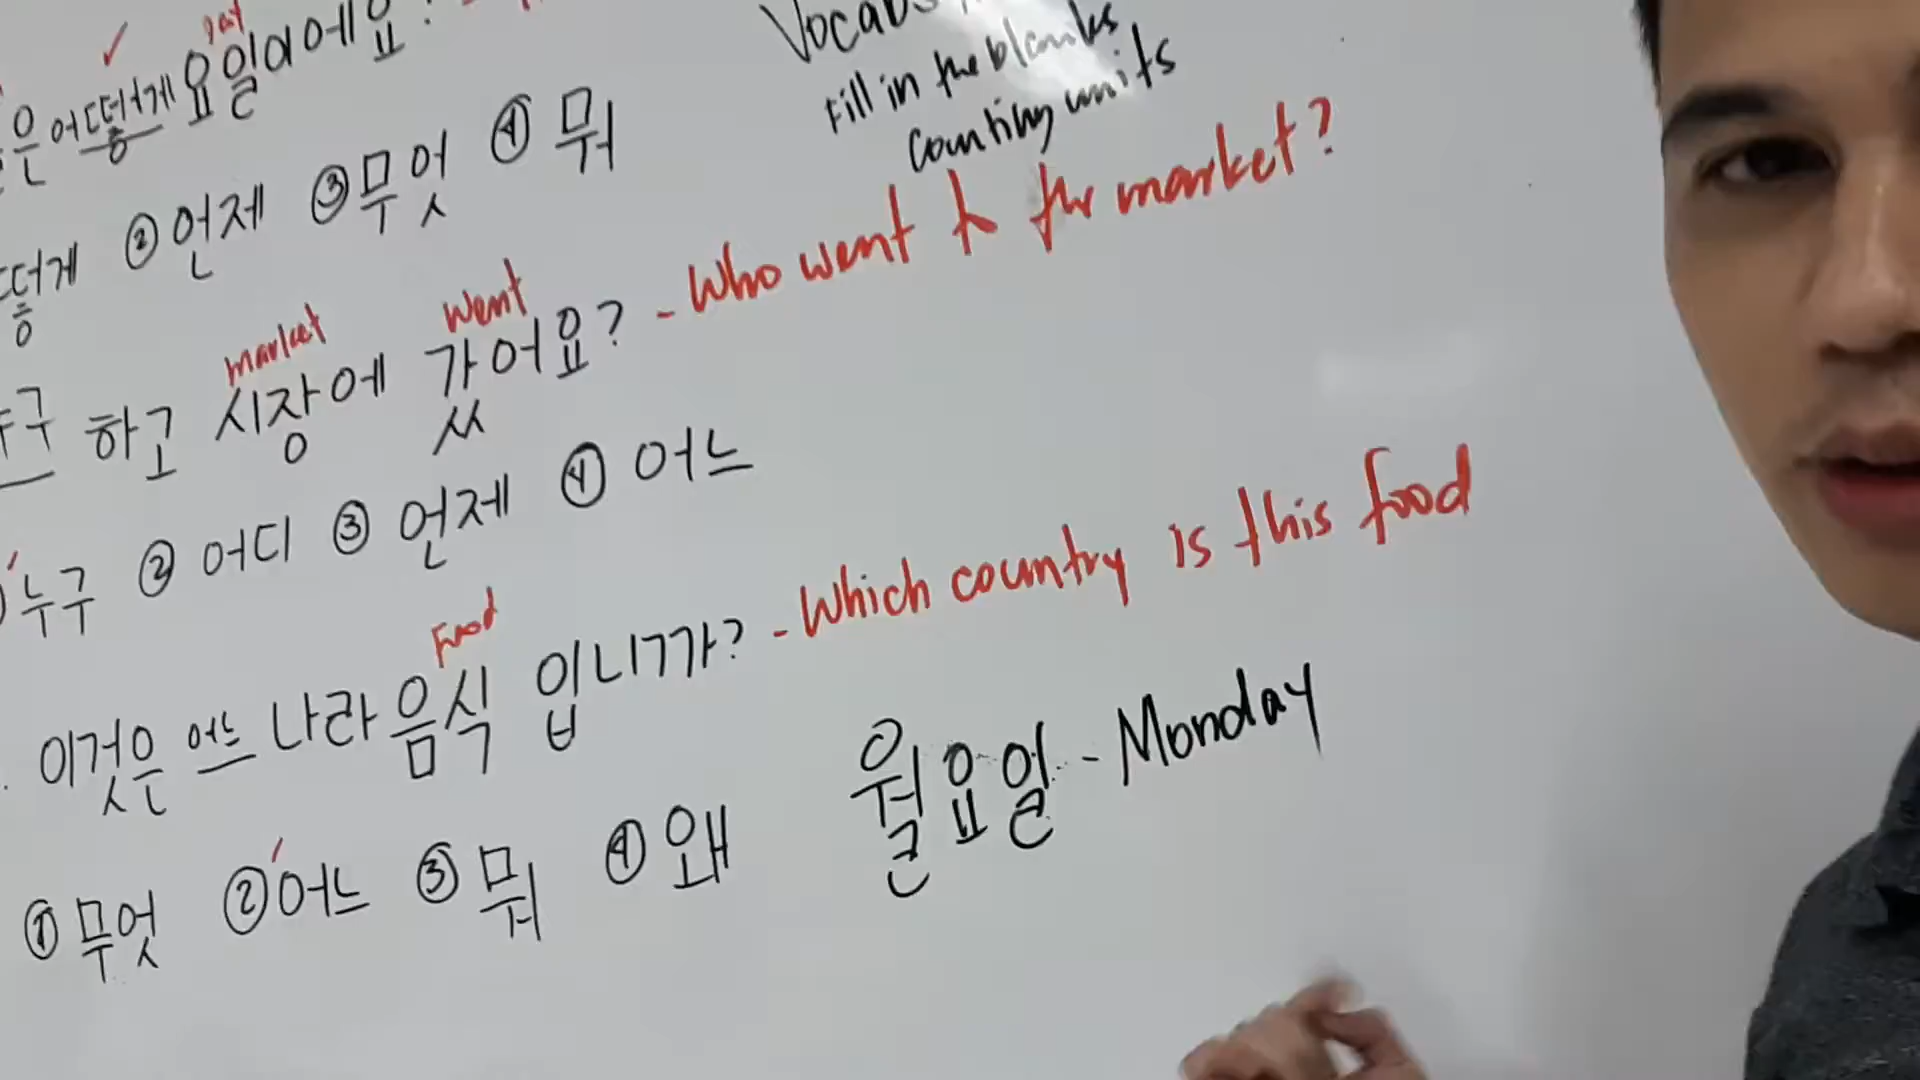 은 어떻게 요일이에요?
Fill in the blanks
counting units
② 언제 ③ 무엇 ④ 뭐
떻게
market went
하고 시장에 갔어요? - Who went to the market?
누구 ② 어디 ③ 언제 ④ 어느
Food
이것은 어느 나라 음식 입니까? - Which country is this food
월요일 - Monday
① 무엇 ② 어느 ③ 뭐 ④ 왜